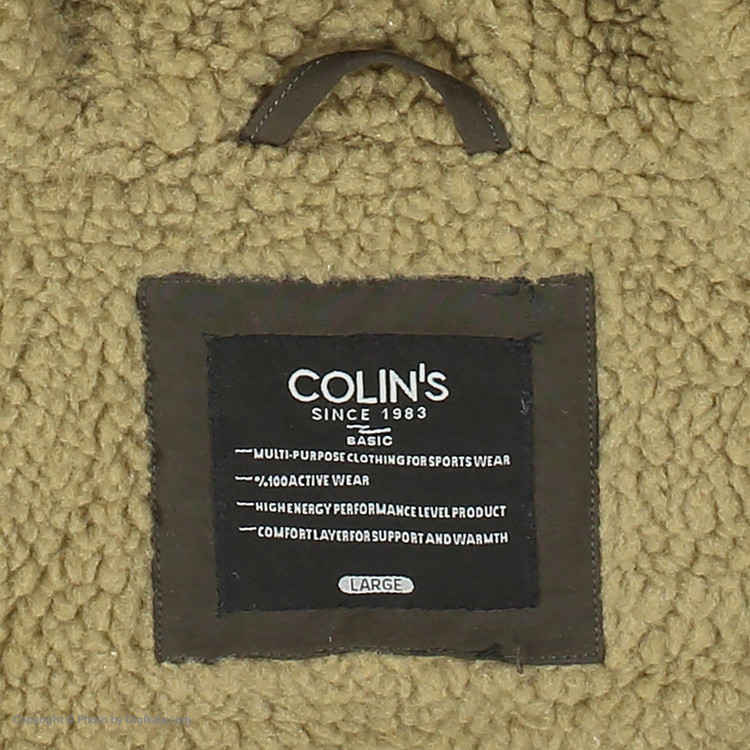 COLIN'S
SINCE 1983
BASIC
MULTI-PURPOSE CLOTHING FOR SPORTS WEAR
%100 ACTIVE WEAR
HIGH ENERGY PERFORMANCE LEVEL PRODUCT
COMFORT LAYER FOR SUPPORT AND WARMTH
LARGE